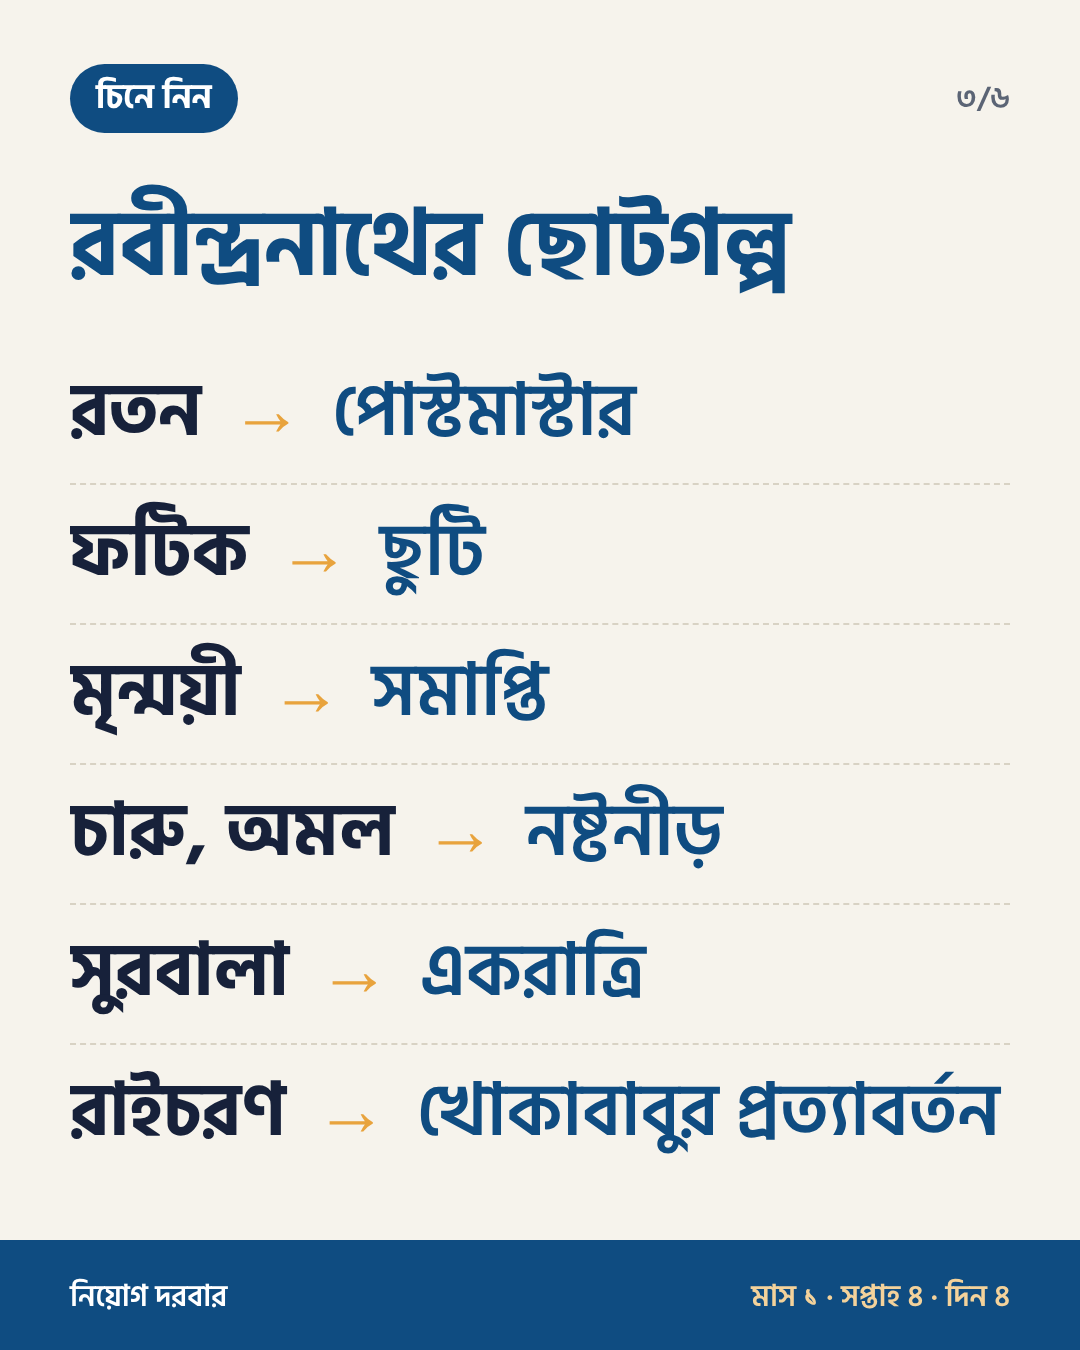 চিনে নিন
৩/৬
রবীন্দ্রনাথের ছোটগল্প
রতন → পোস্টমাস্টার
ফটিক → ছুটি
মৃন্ময়ী → সমাপ্তি
চারু, অমল → নষ্টনীড়
সুরবালা → একরাত্রি
রাইচরণ → খোকাবাবুর প্রত্যাবর্তন
নিয়োগ দরবার
মাস ১ · সপ্তাহ ৪ · দিন ৪